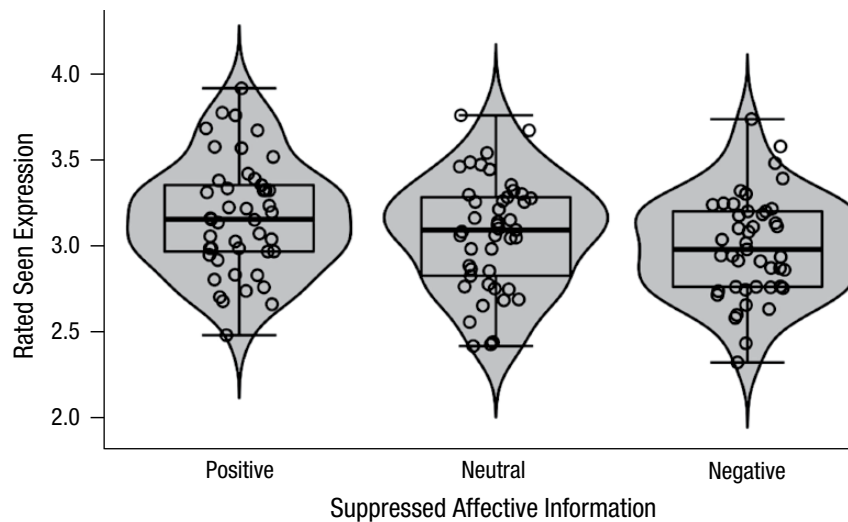 Rated Seen Expression
4.0
3.5
3.0
2.5
2.0
Positive
Neutral
Negative
Suppressed Affective Information